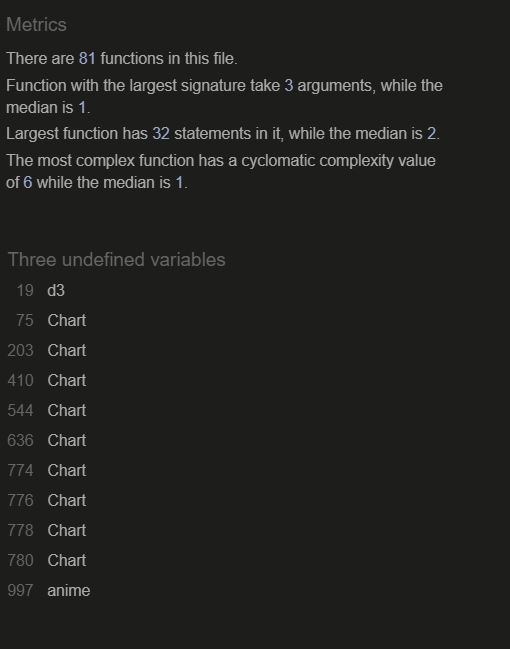 Metrics
There are 81 functions in this file.
Function with the largest signature take 3 arguments, while the
median is 1.
Largest function has 32 statements in it, while the median is 2.
The most complex function has a cyclomatic complexity value
of 6 while the median is 1.
Three undefined variables
19 d3
75 Chart
203 Chart
410 Chart
544 Chart
636 Chart
774 Chart
776 Chart
778 Chart
780 Chart
997 anime